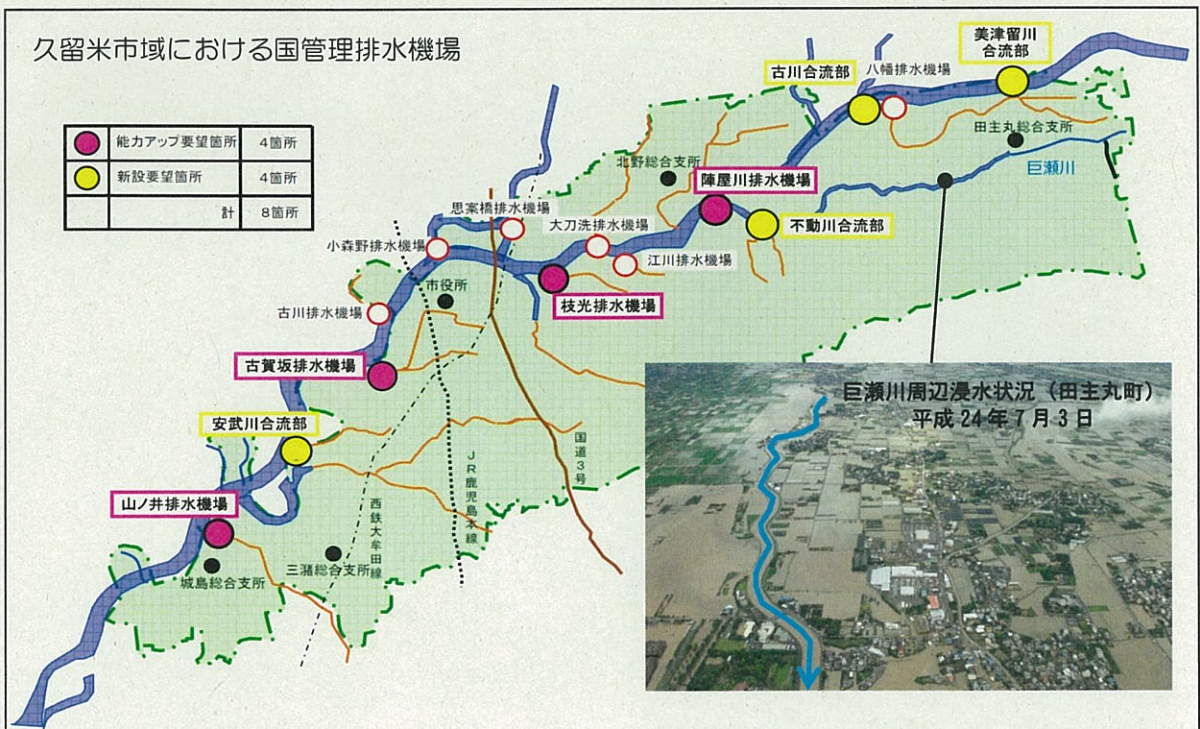 久留米市域における国管理排水機場
能力アップ要望箇所 4箇所
新設要望箇所 4箇所
計 8箇所
美津留川
合流部
古川合流部
八幡排水機場
田主丸総合支所
巨瀬川
北野総合支所
陣屋川排水機場
不動川合流部
思案橋排水機場
大刀洗排水機場
小森野排水機場
江川排水機場
市役所
枝光排水機場
古川排水機場
古賀坂排水機場
安武川合流部
国道3号
JR鹿児島本線
西鉄大牟田線
山ノ井排水機場
城島総合支所
三潴総合支所
巨瀬川周辺浸水状況（田主丸町）
平成24年7月3日